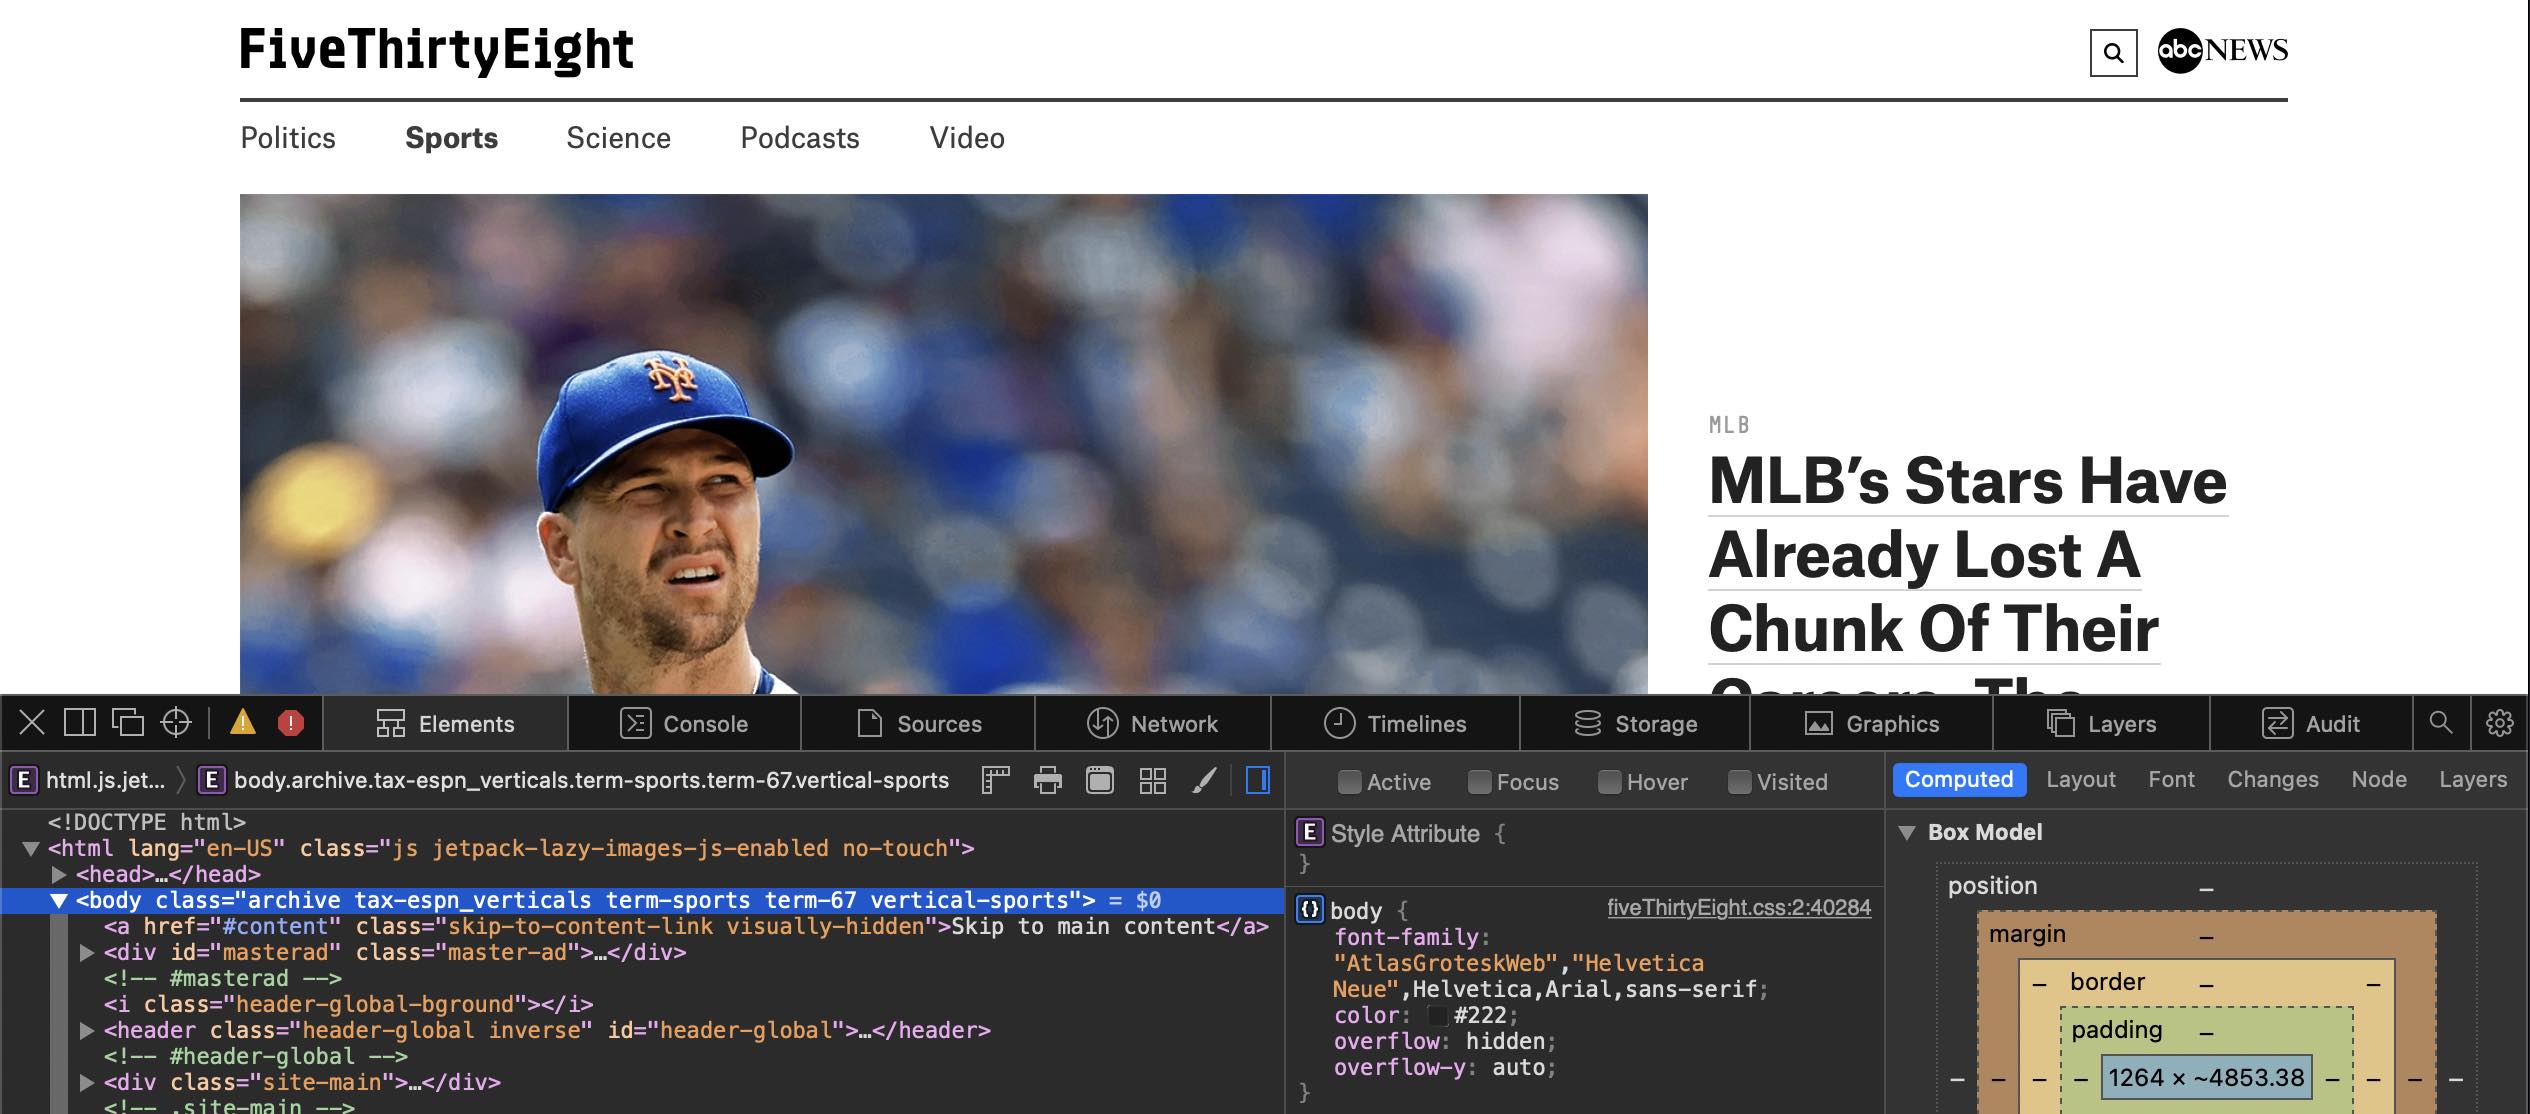 FiveThirtyEight
abc NEWS
Politics Sports Science Podcasts Video
MLB
MLB’s Stars Have
Already Lost A
Chunk Of Their
Careers. The
Elements Console Sources Network Timelines Storage Graphics Layers Audit
E html.js.jet… E body.archive.tax-espn_verticals.term-sports.term-67.vertical-sports
<!DOCTYPE html>
<html lang="en-US" class="js jetpack-lazy-images-js-enabled no-touch">
<head>…</head>
<body class="archive tax-espn_verticals term-sports term-67 vertical-sports"> = $0
<a href="#content" class="skip-to-content-link visually-hidden">Skip to main content</a>
<div id="masterad" class="master-ad">…</div>
<!-- #masterad -->
<i class="header-global-bground"></i>
<header class="header-global inverse" id="header-global">…</header>
<!-- #header-global -->
<div class="site-main">…</div>
<!-- .site-main -->
Active Focus Hover Visited
E Style Attribute {
}
{} body { fiveThirtyEight.css:2:40284
font-family:
"AtlasGroteskWeb","Helvetica
Neue",Helvetica,Arial,sans-serif;
color: #222;
overflow: hidden;
overflow-y: auto;
}
Computed Layout Font Changes Node Layers
Box Model
position –
margin –
– border – –
padding –
– – – – 1264 × ~4853.38 – – – –